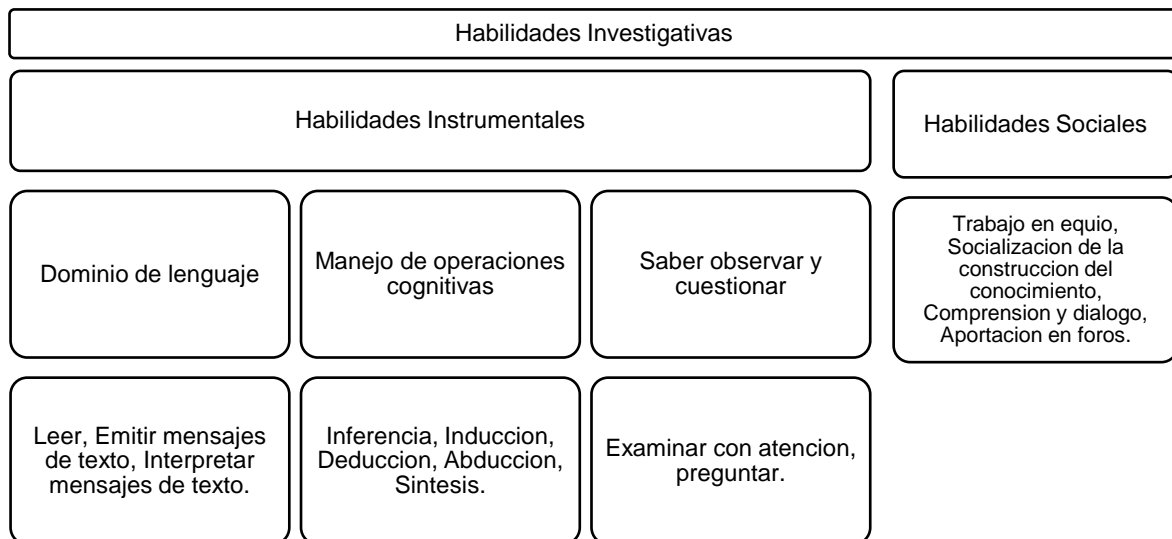 Habilidades Investigativas
Habilidades Instrumentales
Habilidades Sociales
Dominio de lenguaje
Manejo de operaciones
cognitivas
Saber observar y
cuestionar
Trabajo en equio,
Socializacion de la
construccion del
conocimiento,
Comprension y dialogo,
Aportacion en foros.
Leer, Emitir mensajes
de texto, Interpretar
mensajes de texto.
Inferencia, Induccion,
Deduccion, Abduccion,
Sintesis.
Examinar con atencion,
preguntar.